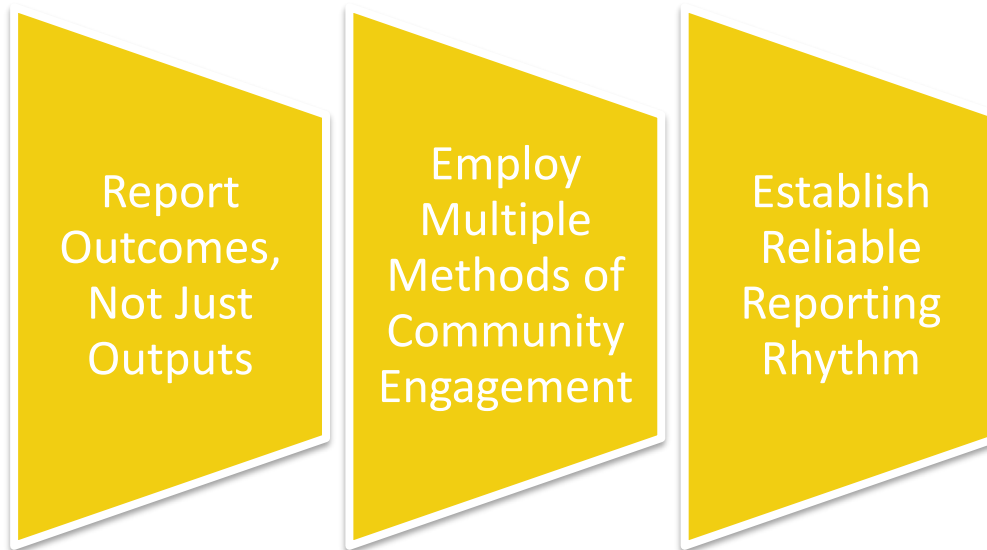 Report
Outcomes,
Not Just
Outputs
Employ
Multiple
Methods of
Community
Engagement
Establish
Reliable
Reporting
Rhythm